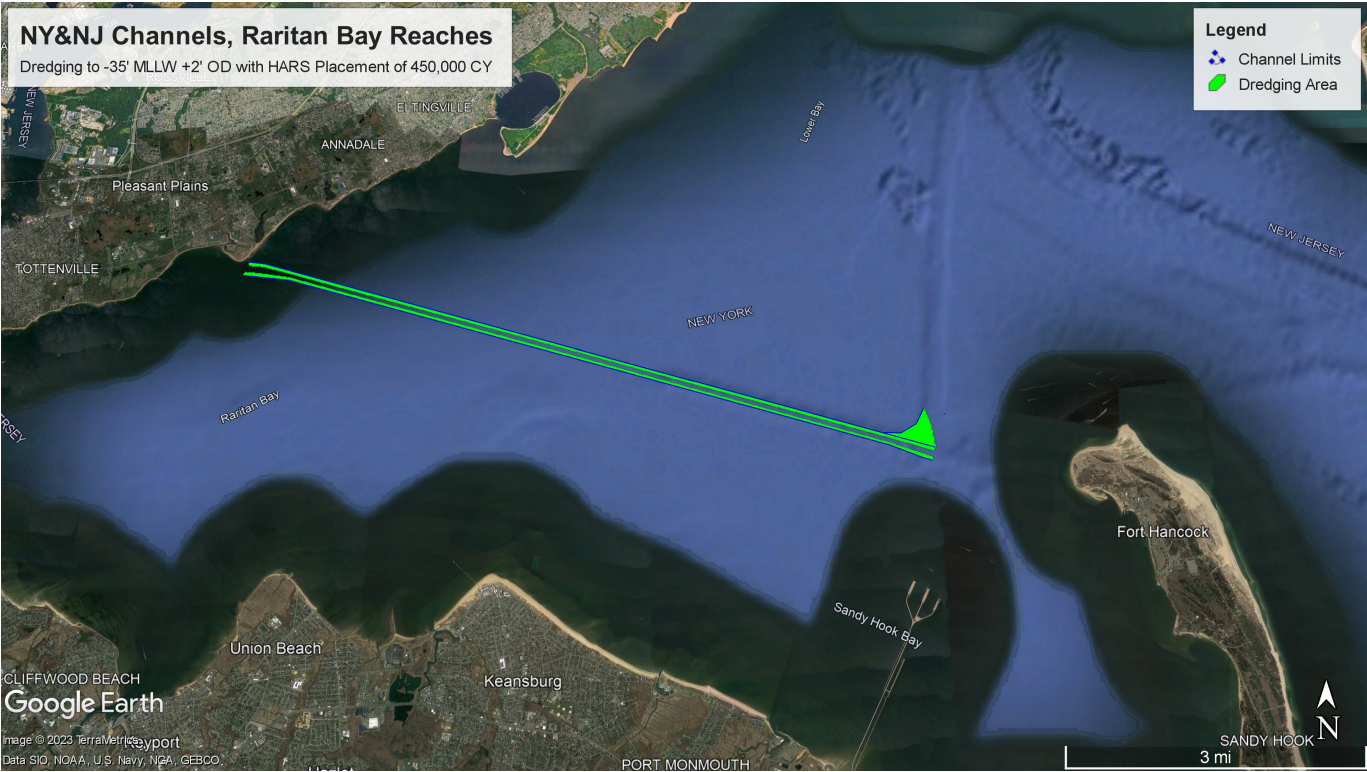 NY&NJ Channels, Raritan Bay Reaches
Dredging to -35' MLLW +2' OD with HARS Placement of 450,000 CY
Legend
Channel Limits
Dredging Area
NEW JERSEY
ELTINGVILLE
ANNADALE
Pleasant Plains
TOTTENVILLE
Lower Bay
NEW JERSEY
NEW YORK
Raritan Bay
Fort Hancock
Sandy Hook Bay
Union Beach
Keansburg
CLIFFWOOD BEACH
Google Earth
Image © 2023 TerraMetrics
Keyport
Data SIO, NOAA, U.S. Navy, NGA, GEBCO
PORT MONMOUTH
SANDY HOOK
N
3 mi